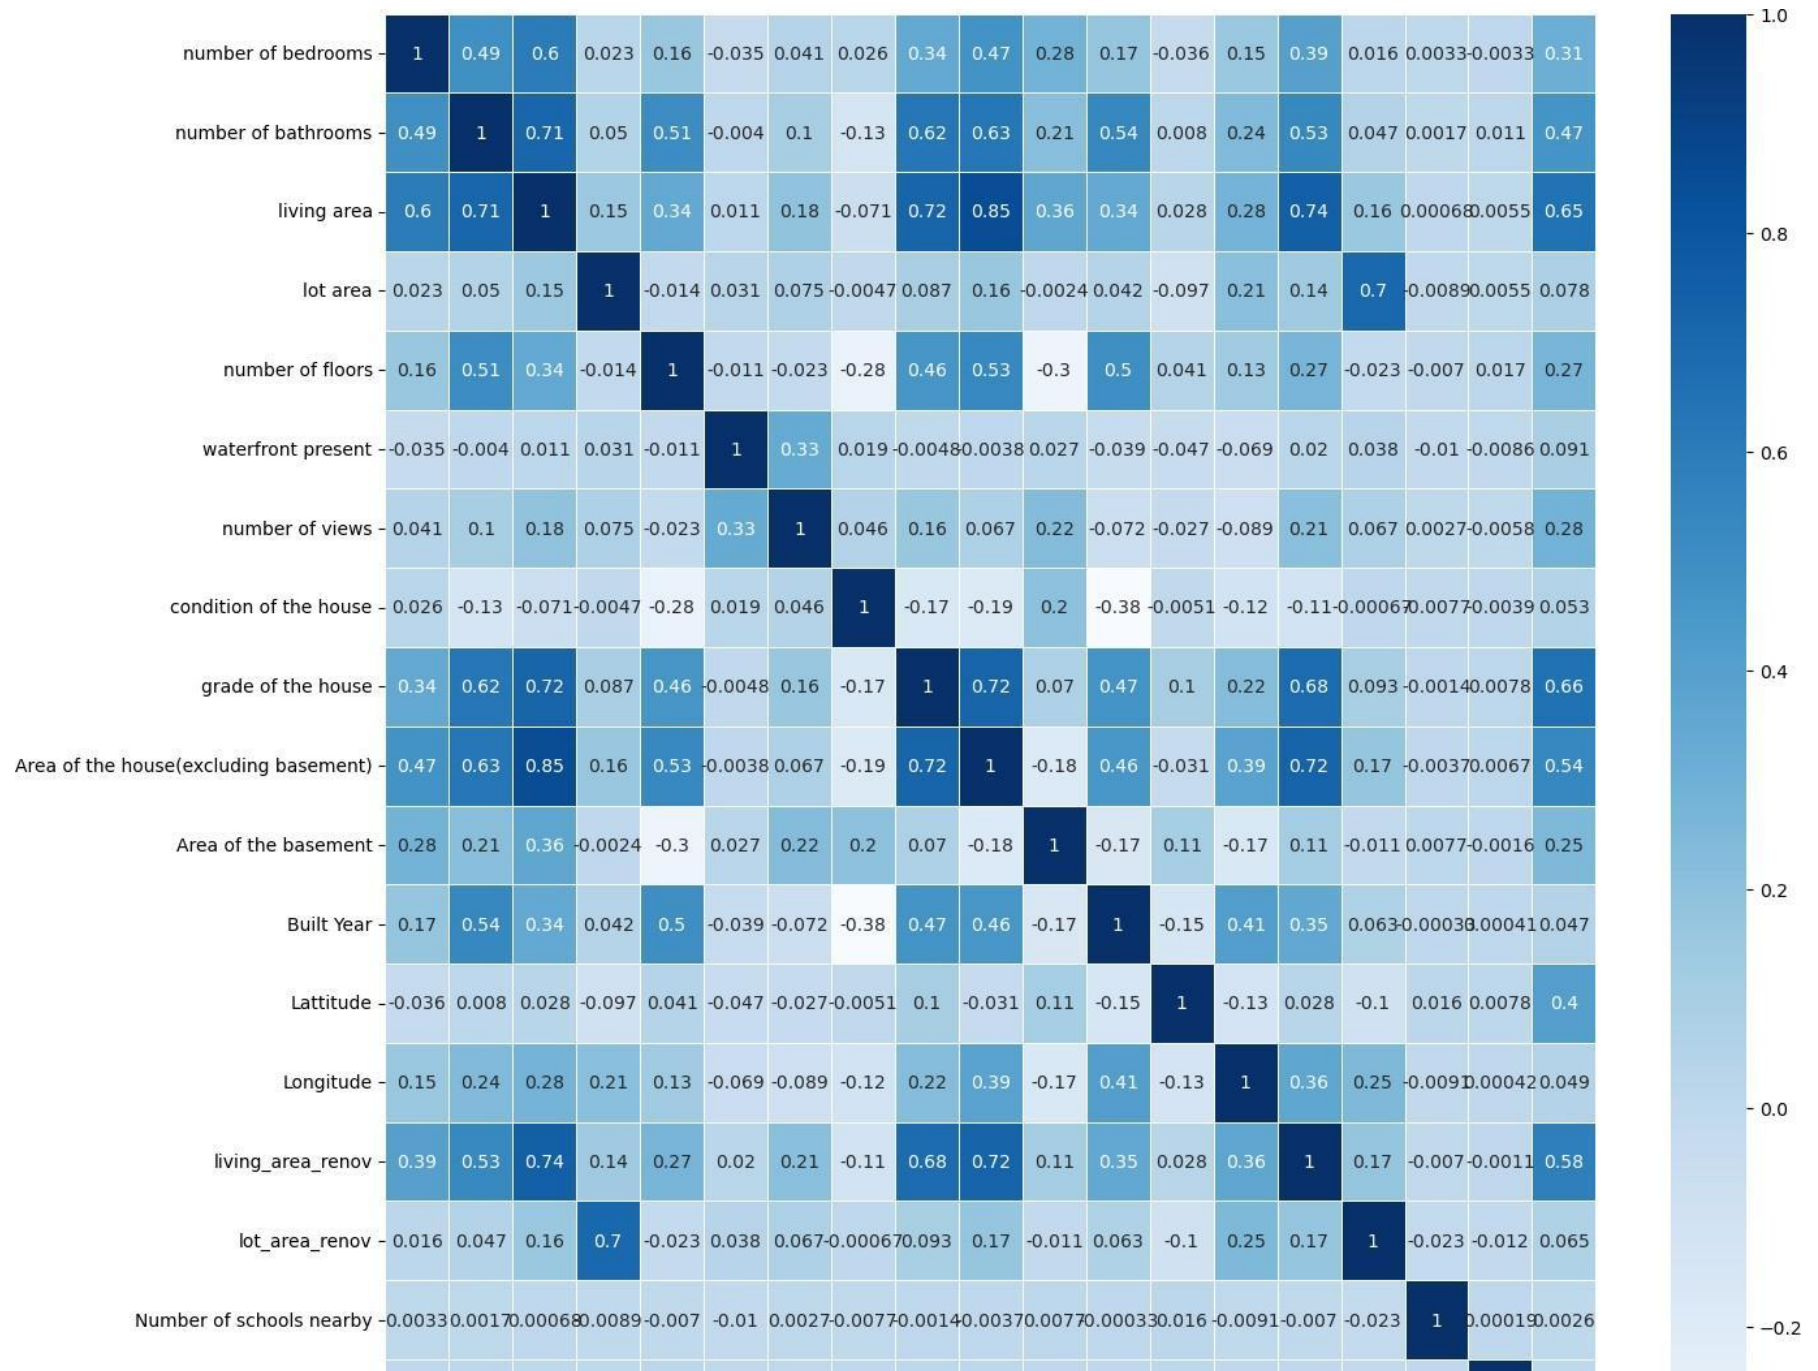 number of bedrooms 1 0.49 0.6 0.023 0.16 -0.035 0.041 0.026 0.34 0.47 0.28 0.17 -0.036 0.15 0.39 0.016 0.0033 -0.0033 0.31
number of bathrooms 0.49 1 0.71 0.05 0.51 -0.004 0.1 -0.13 0.62 0.63 0.21 0.54 0.008 0.24 0.53 0.047 0.0017 0.011 0.47
living area 0.6 0.71 1 0.15 0.34 0.011 0.18 -0.071 0.72 0.85 0.36 0.34 0.028 0.28 0.74 0.16 0.00068 0.0055 0.65
lot area 0.023 0.05 0.15 1 -0.014 0.031 0.075 -0.0047 0.087 0.16 -0.0024 0.042 -0.097 0.21 0.14 0.7 -0.0089 0.0055 0.078
number of floors 0.16 0.51 0.34 -0.014 1 -0.011 -0.023 -0.28 0.46 0.53 -0.3 0.5 0.041 0.13 0.27 -0.023 -0.007 0.017 0.27
waterfront present -0.035 -0.004 0.011 0.031 -0.011 1 0.33 0.019 -0.0048 -0.0038 0.027 -0.039 -0.047 -0.069 0.02 0.038 -0.01 -0.0086 0.091
number of views 0.041 0.1 0.18 0.075 -0.023 0.33 1 0.046 0.16 0.067 0.22 -0.072 -0.027 -0.089 0.21 0.067 0.0027 -0.0058 0.28
condition of the house 0.026 -0.13 -0.071 -0.0047 -0.28 0.019 0.046 1 -0.17 -0.19 0.2 -0.38 -0.0051 -0.12 -0.11 -0.00067 -0.0077 -0.0039 0.053
grade of the house 0.34 0.62 0.72 0.087 0.46 -0.0048 0.16 -0.17 1 0.72 0.07 0.47 0.1 0.22 0.68 0.093 -0.0014 0.0078 0.66
Area of the house(excluding basement) 0.47 0.63 0.85 0.16 0.53 -0.0038 0.067 -0.19 0.72 1 -0.18 0.46 -0.031 0.39 0.72 0.17 -0.0037 0.0067 0.54
Area of the basement 0.28 0.21 0.36 -0.0024 -0.3 0.027 0.22 0.2 0.07 -0.18 1 -0.17 0.11 -0.17 0.11 -0.011 0.0077 -0.0016 0.25
Built Year 0.17 0.54 0.34 0.042 0.5 -0.039 -0.072 -0.38 0.47 0.46 -0.17 1 -0.15 0.41 0.35 0.063 -0.00033 0.00041 0.047
Lattitude -0.036 0.008 0.028 -0.097 0.041 -0.047 -0.027 -0.0051 0.1 -0.031 0.11 -0.15 1 -0.13 0.028 -0.1 0.016 0.0078 0.4
Longitude 0.15 0.24 0.28 0.21 0.13 -0.069 -0.089 -0.12 0.22 0.39 -0.17 0.41 -0.13 1 0.36 0.25 -0.0091 0.00042 0.049
living_area_renov 0.39 0.53 0.74 0.14 0.27 0.02 0.21 -0.11 0.68 0.72 0.11 0.35 0.028 0.36 1 0.17 -0.007 -0.0011 0.58
lot_area_renov 0.016 0.047 0.16 0.7 -0.023 0.038 0.067 -0.00067 0.093 0.17 -0.011 0.063 -0.1 0.25 0.17 1 -0.023 -0.012 0.065
Number of schools nearby 0.0033 0.0017 0.00068 -0.0089 -0.007 -0.01 0.0027 -0.0077 -0.0014 -0.0037 0.0077 -0.00033 0.016 -0.0091 -0.007 -0.023 1 0.0026
1.0
0.8
0.6
0.4
0.2
0.0
−0.2